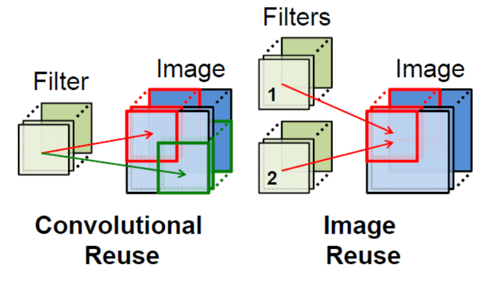 Filter
Image
Convolutional
Reuse
Filters
Image
1
2
Image
Reuse